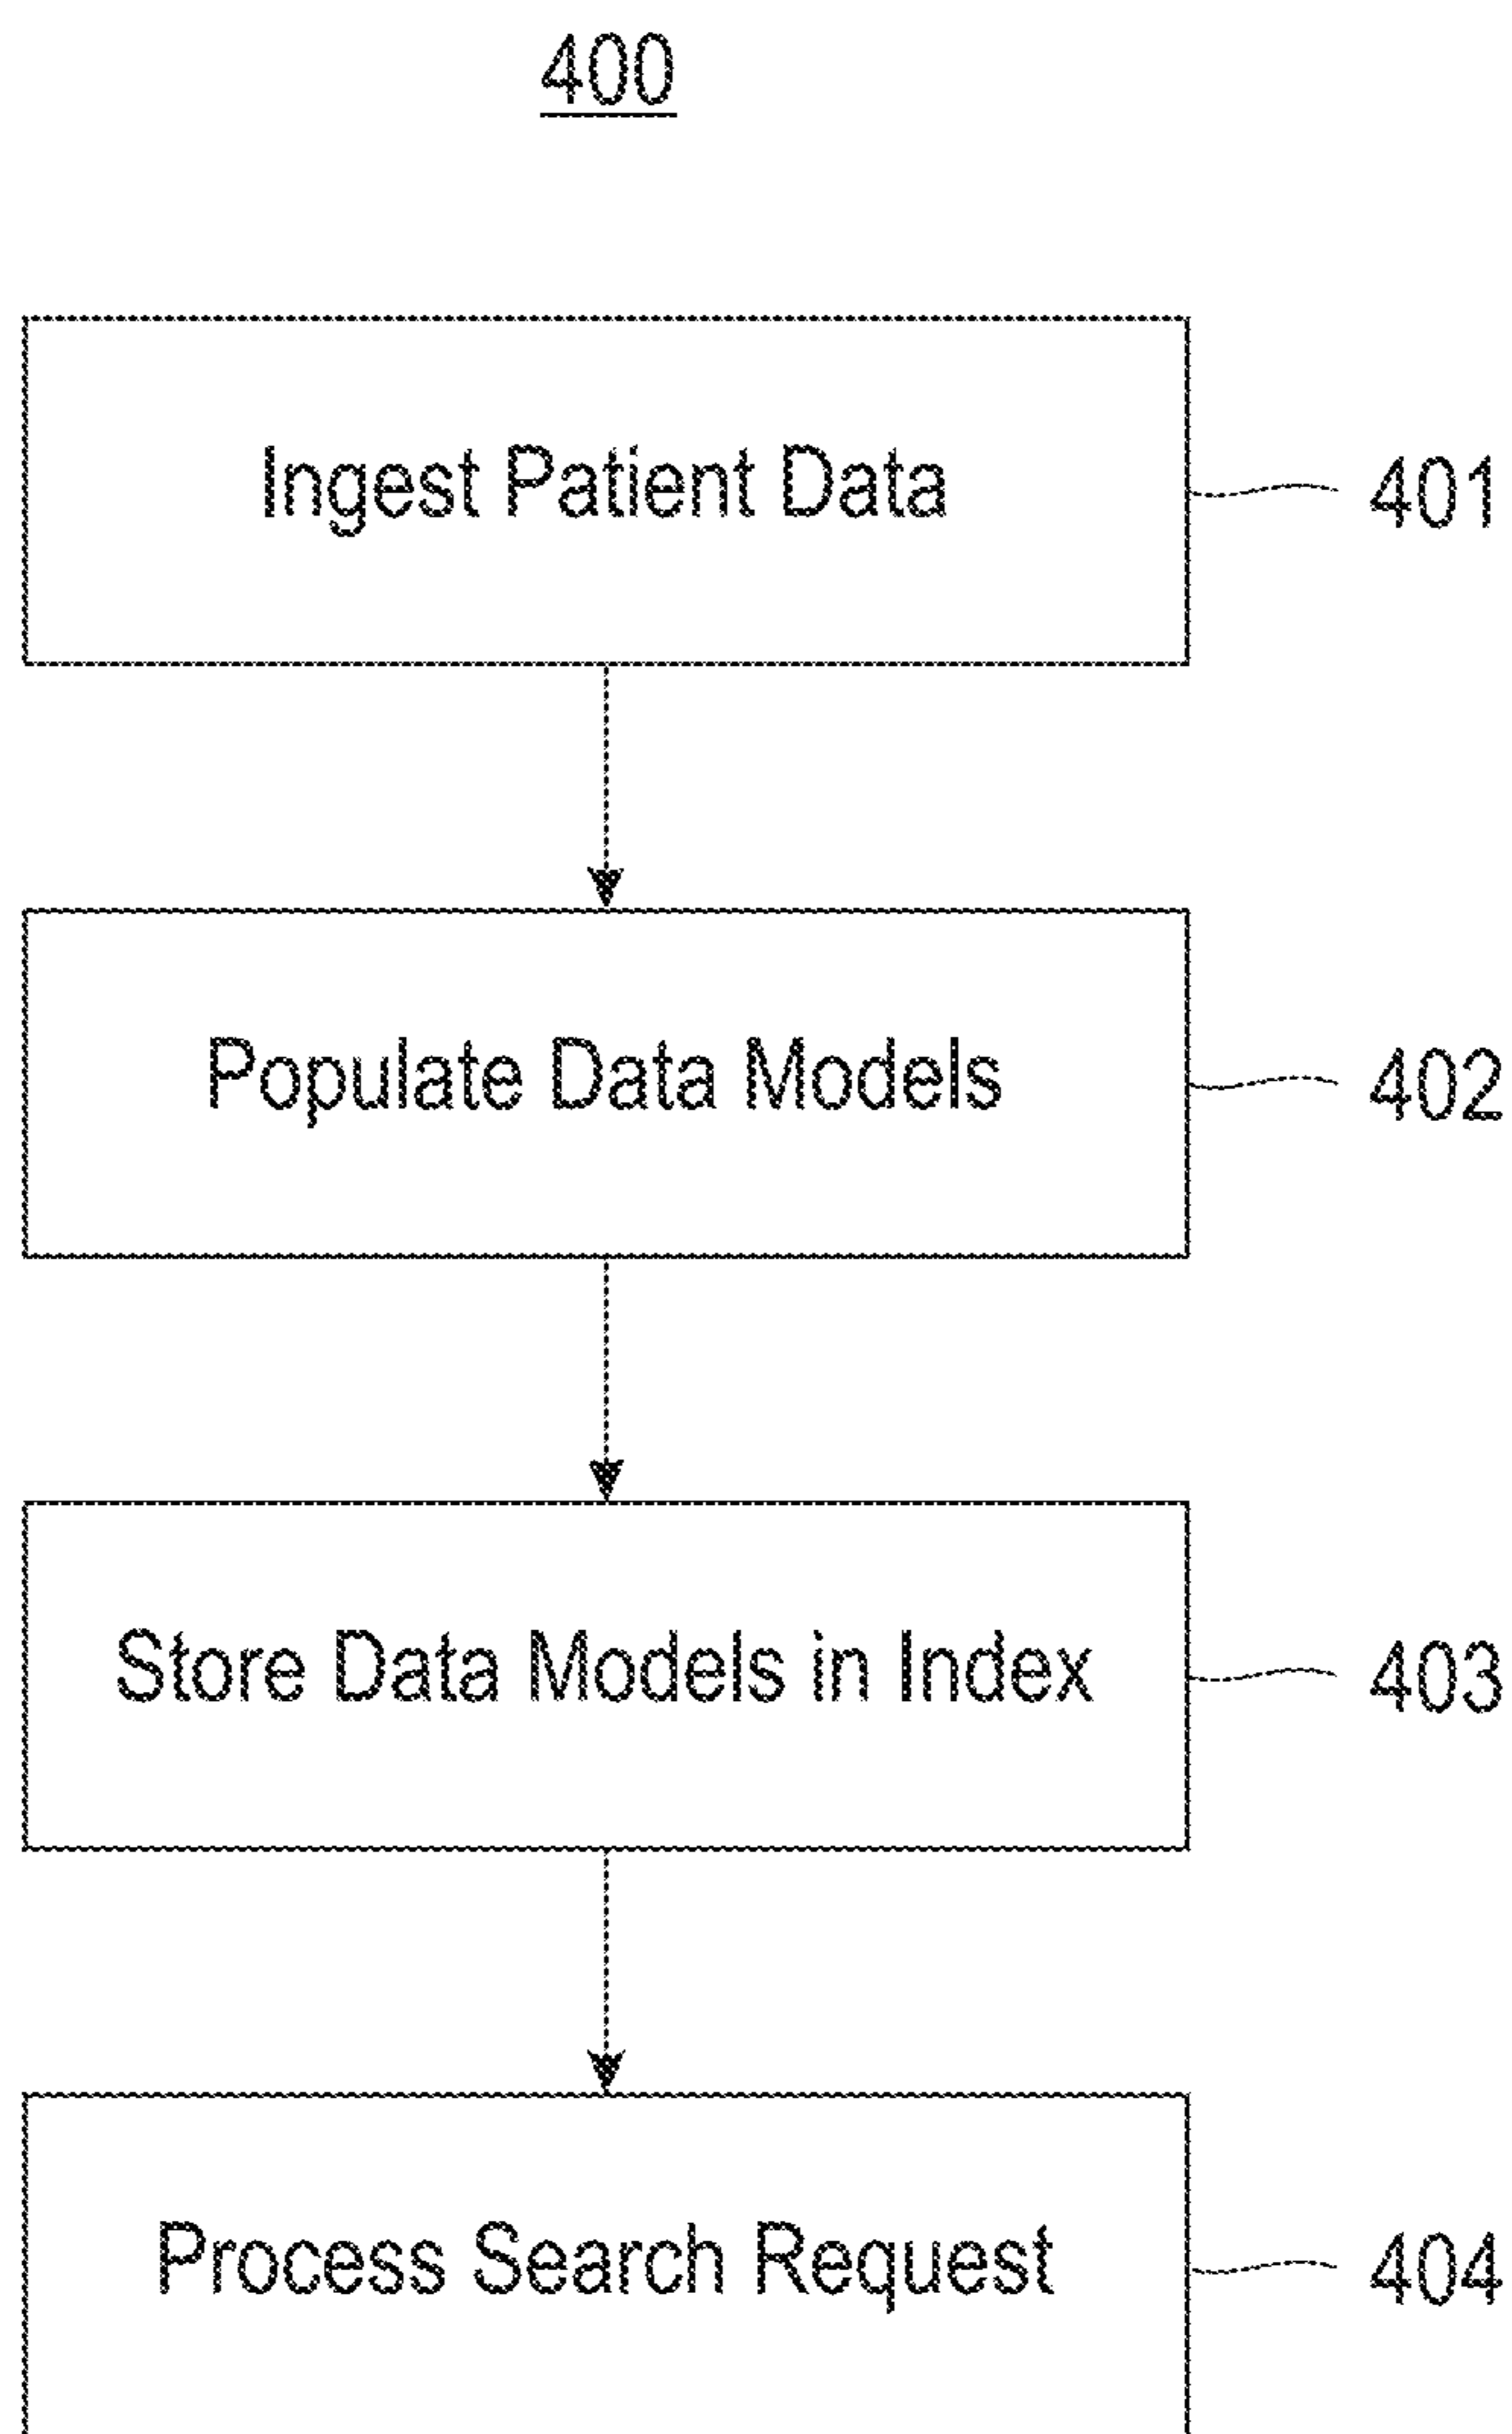 400
Ingest Patient Data
401
Populate Data Models
402
Store Data Models in Index
403
Process Search Request
404